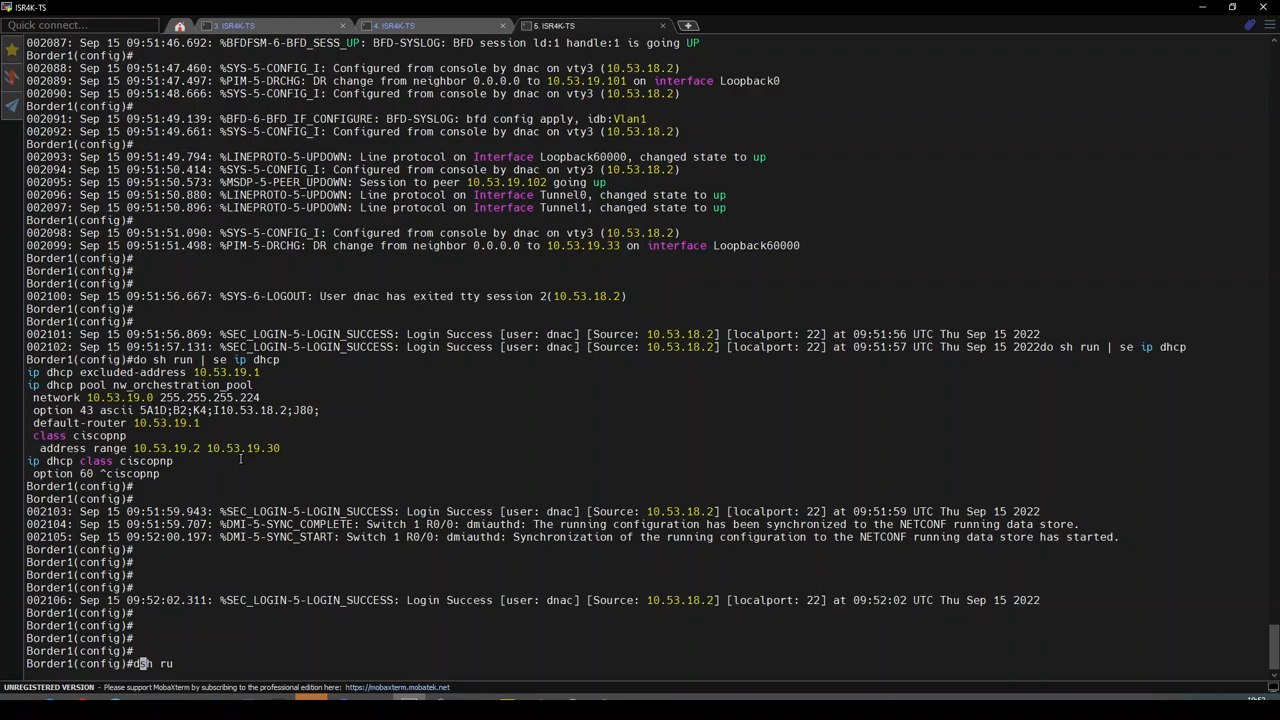 Quick connect...
3. ISR4K-TS
4. ISR4K-TS
5. ISR4K-TS
002087: Sep 15 09:51:46.692: %BFDFSM-6-BFD_SESS_UP: BFD-SYSLOG: BFD session ld:1 handle:1 is going UP
Border1(config)#
002088: Sep 15 09:51:47.460: %SYS-5-CONFIG_I: Configured from console by dnac on vty3 (10.53.18.2)
002089: Sep 15 09:51:47.497: %PIM-5-DRCHG: DR change from neighbor 0.0.0.0 to 10.53.19.101 on interface Loopback0
002090: Sep 15 09:51:48.666: %SYS-5-CONFIG_I: Configured from console by dnac on vty3 (10.53.18.2)
Border1(config)#
002091: Sep 15 09:51:49.139: %BFD-6-BFD_IF_CONFIGURE: BFD-SYSLOG: bfd config apply, idb:Vlan1
002092: Sep 15 09:51:49.661: %SYS-5-CONFIG_I: Configured from console by dnac on vty3 (10.53.18.2)
Border1(config)#
002093: Sep 15 09:51:49.794: %LINEPROTO-5-UPDOWN: Line protocol on Interface Loopback60000, changed state to up
002094: Sep 15 09:51:50.414: %SYS-5-CONFIG_I: Configured from console by dnac on vty3 (10.53.18.2)
002095: Sep 15 09:51:50.573: %MSDP-5-PEER_UPDOWN: Session to peer 10.53.19.102 going up
002096: Sep 15 09:51:50.880: %LINEPROTO-5-UPDOWN: Line protocol on Interface Tunnel0, changed state to up
002097: Sep 15 09:51:50.896: %LINEPROTO-5-UPDOWN: Line protocol on Interface Tunnel1, changed state to up
Border1(config)#
002098: Sep 15 09:51:51.090: %SYS-5-CONFIG_I: Configured from console by dnac on vty3 (10.53.18.2)
002099: Sep 15 09:51:51.498: %PIM-5-DRCHG: DR change from neighbor 0.0.0.0 to 10.53.19.33 on interface Loopback60000
Border1(config)#
Border1(config)#
Border1(config)#
002100: Sep 15 09:51:56.667: %SYS-6-LOGOUT: User dnac has exited tty session 2(10.53.18.2)
Border1(config)#
Border1(config)#
002101: Sep 15 09:51:56.869: %SEC_LOGIN-5-LOGIN_SUCCESS: Login Success [user: dnac] [Source: 10.53.18.2] [localport: 22] at 09:51:56 UTC Thu Sep 15 2022
002102: Sep 15 09:51:57.131: %SEC_LOGIN-5-LOGIN_SUCCESS: Login Success [user: dnac] [Source: 10.53.18.2] [localport: 22] at 09:51:57 UTC Thu Sep 15 2022do sh run | se ip dhcp
Border1(config)#do sh run | se ip dhcp
ip dhcp excluded-address 10.53.19.1
ip dhcp pool nw_orchestration_pool
network 10.53.19.0 255.255.255.224
option 43 ascii 5A1D;B2;K4;I10.53.18.2;J80;
default-router 10.53.19.1
class ciscopnp
address range 10.53.19.2 10.53.19.30
ip dhcp class ciscopnp
option 60 ^ciscopnp
Border1(config)#
Border1(config)#
002103: Sep 15 09:51:59.943: %SEC_LOGIN-5-LOGIN_SUCCESS: Login Success [user: dnac] [Source: 10.53.18.2] [localport: 22] at 09:51:59 UTC Thu Sep 15 2022
002104: Sep 15 09:51:59.707: %DMI-5-SYNC_COMPLETE: Switch 1 R0/0: dmiauthd: The running configuration has been synchronized to the NETCONF running data store.
002105: Sep 15 09:52:00.197: %DMI-5-SYNC_START: Switch 1 R0/0: dmiauthd: Synchronization of the running configuration to the NETCONF running data store has started.
Border1(config)#
Border1(config)#
Border1(config)#
Border1(config)#
002106: Sep 15 09:52:02.311: %SEC_LOGIN-5-LOGIN_SUCCESS: Login Success [user: dnac] [Source: 10.53.18.2] [localport: 22] at 09:52:02 UTC Thu Sep 15 2022
Border1(config)#
Border1(config)#
Border1(config)#
Border1(config)#
Border1(config)#dsh ru
UNREGISTERED VERSION - Please support MobaXterm by subscribing to the professional edition here: https://mobaxterm.mobatek.net